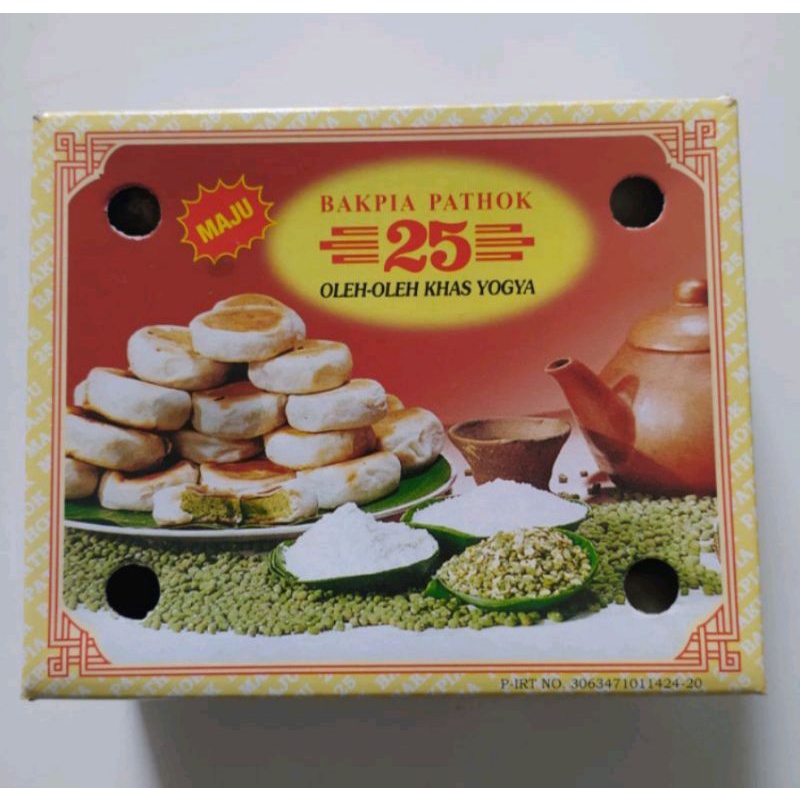 MAJU
BAKPIA PATHOK
25
OLEH-OLEH KHAS YOGYA
P-IRT NO. 3063471011424-20